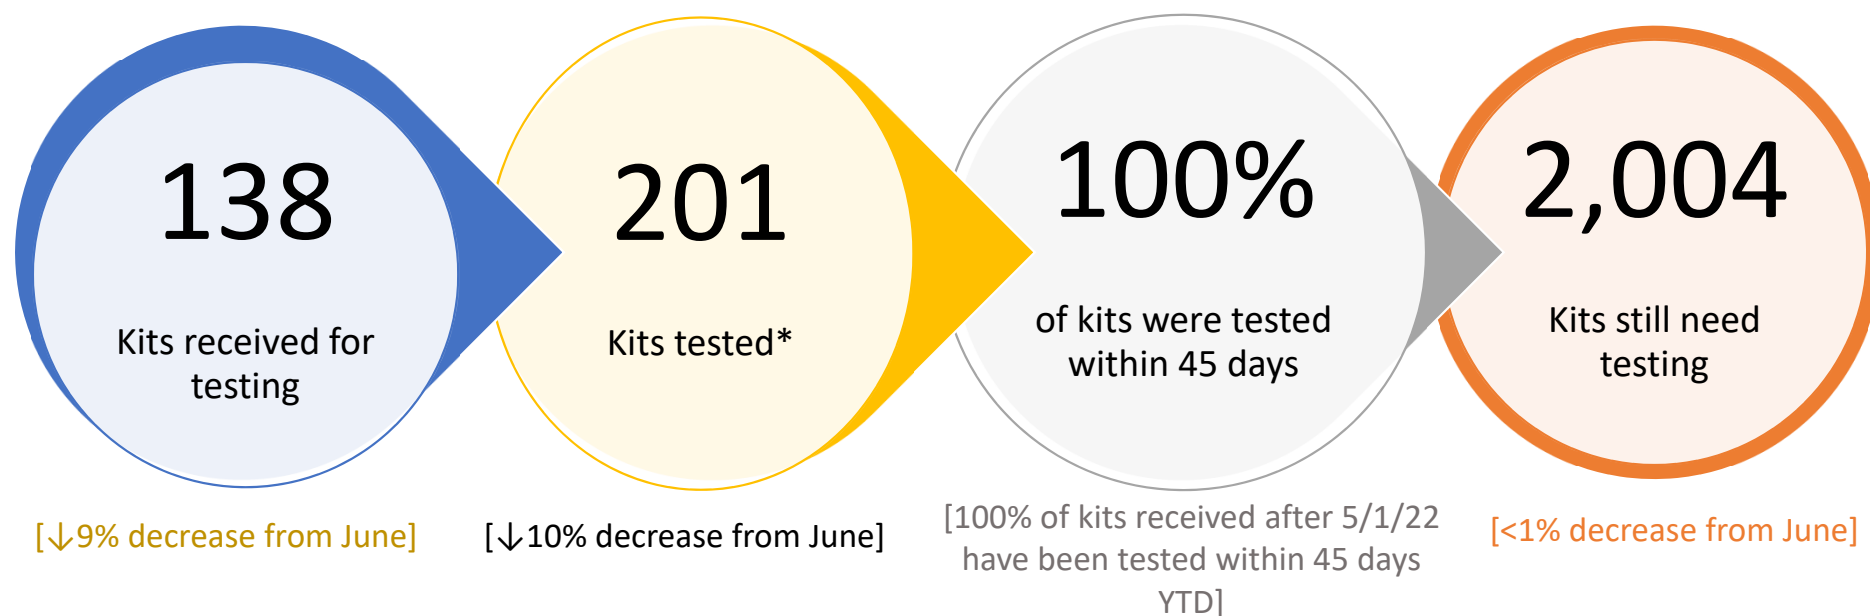 138
Kits received for
testing
[↓9% decrease from June]
201
Kits tested*
[↓10% decrease from June]
100%
of kits were tested
within 45 days
[100% of kits received after 5/1/22
have been tested within 45 days
YTD]
2,004
Kits still need
testing
[<1% decrease from June]